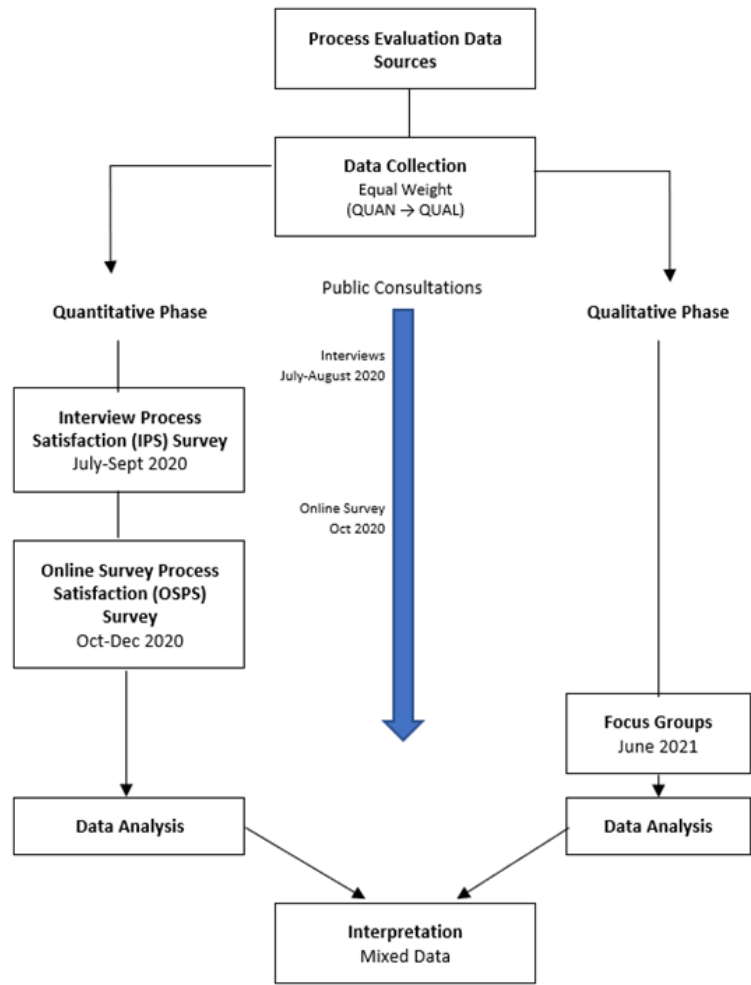 Process Evaluation Data
Sources
Data Collection
Equal Weight
(QUAN → QUAL)
Public Consultations
Quantitative Phase
Qualitative Phase
Interviews
July-August 2020
Interview Process
Satisfaction (IPS) Survey
July-Sept 2020
Online Survey
Oct 2020
Online Survey Process
Satisfaction (OSPS)
Survey
Oct-Dec 2020
Focus Groups
June 2021
Data Analysis
Data Analysis
Interpretation
Mixed Data